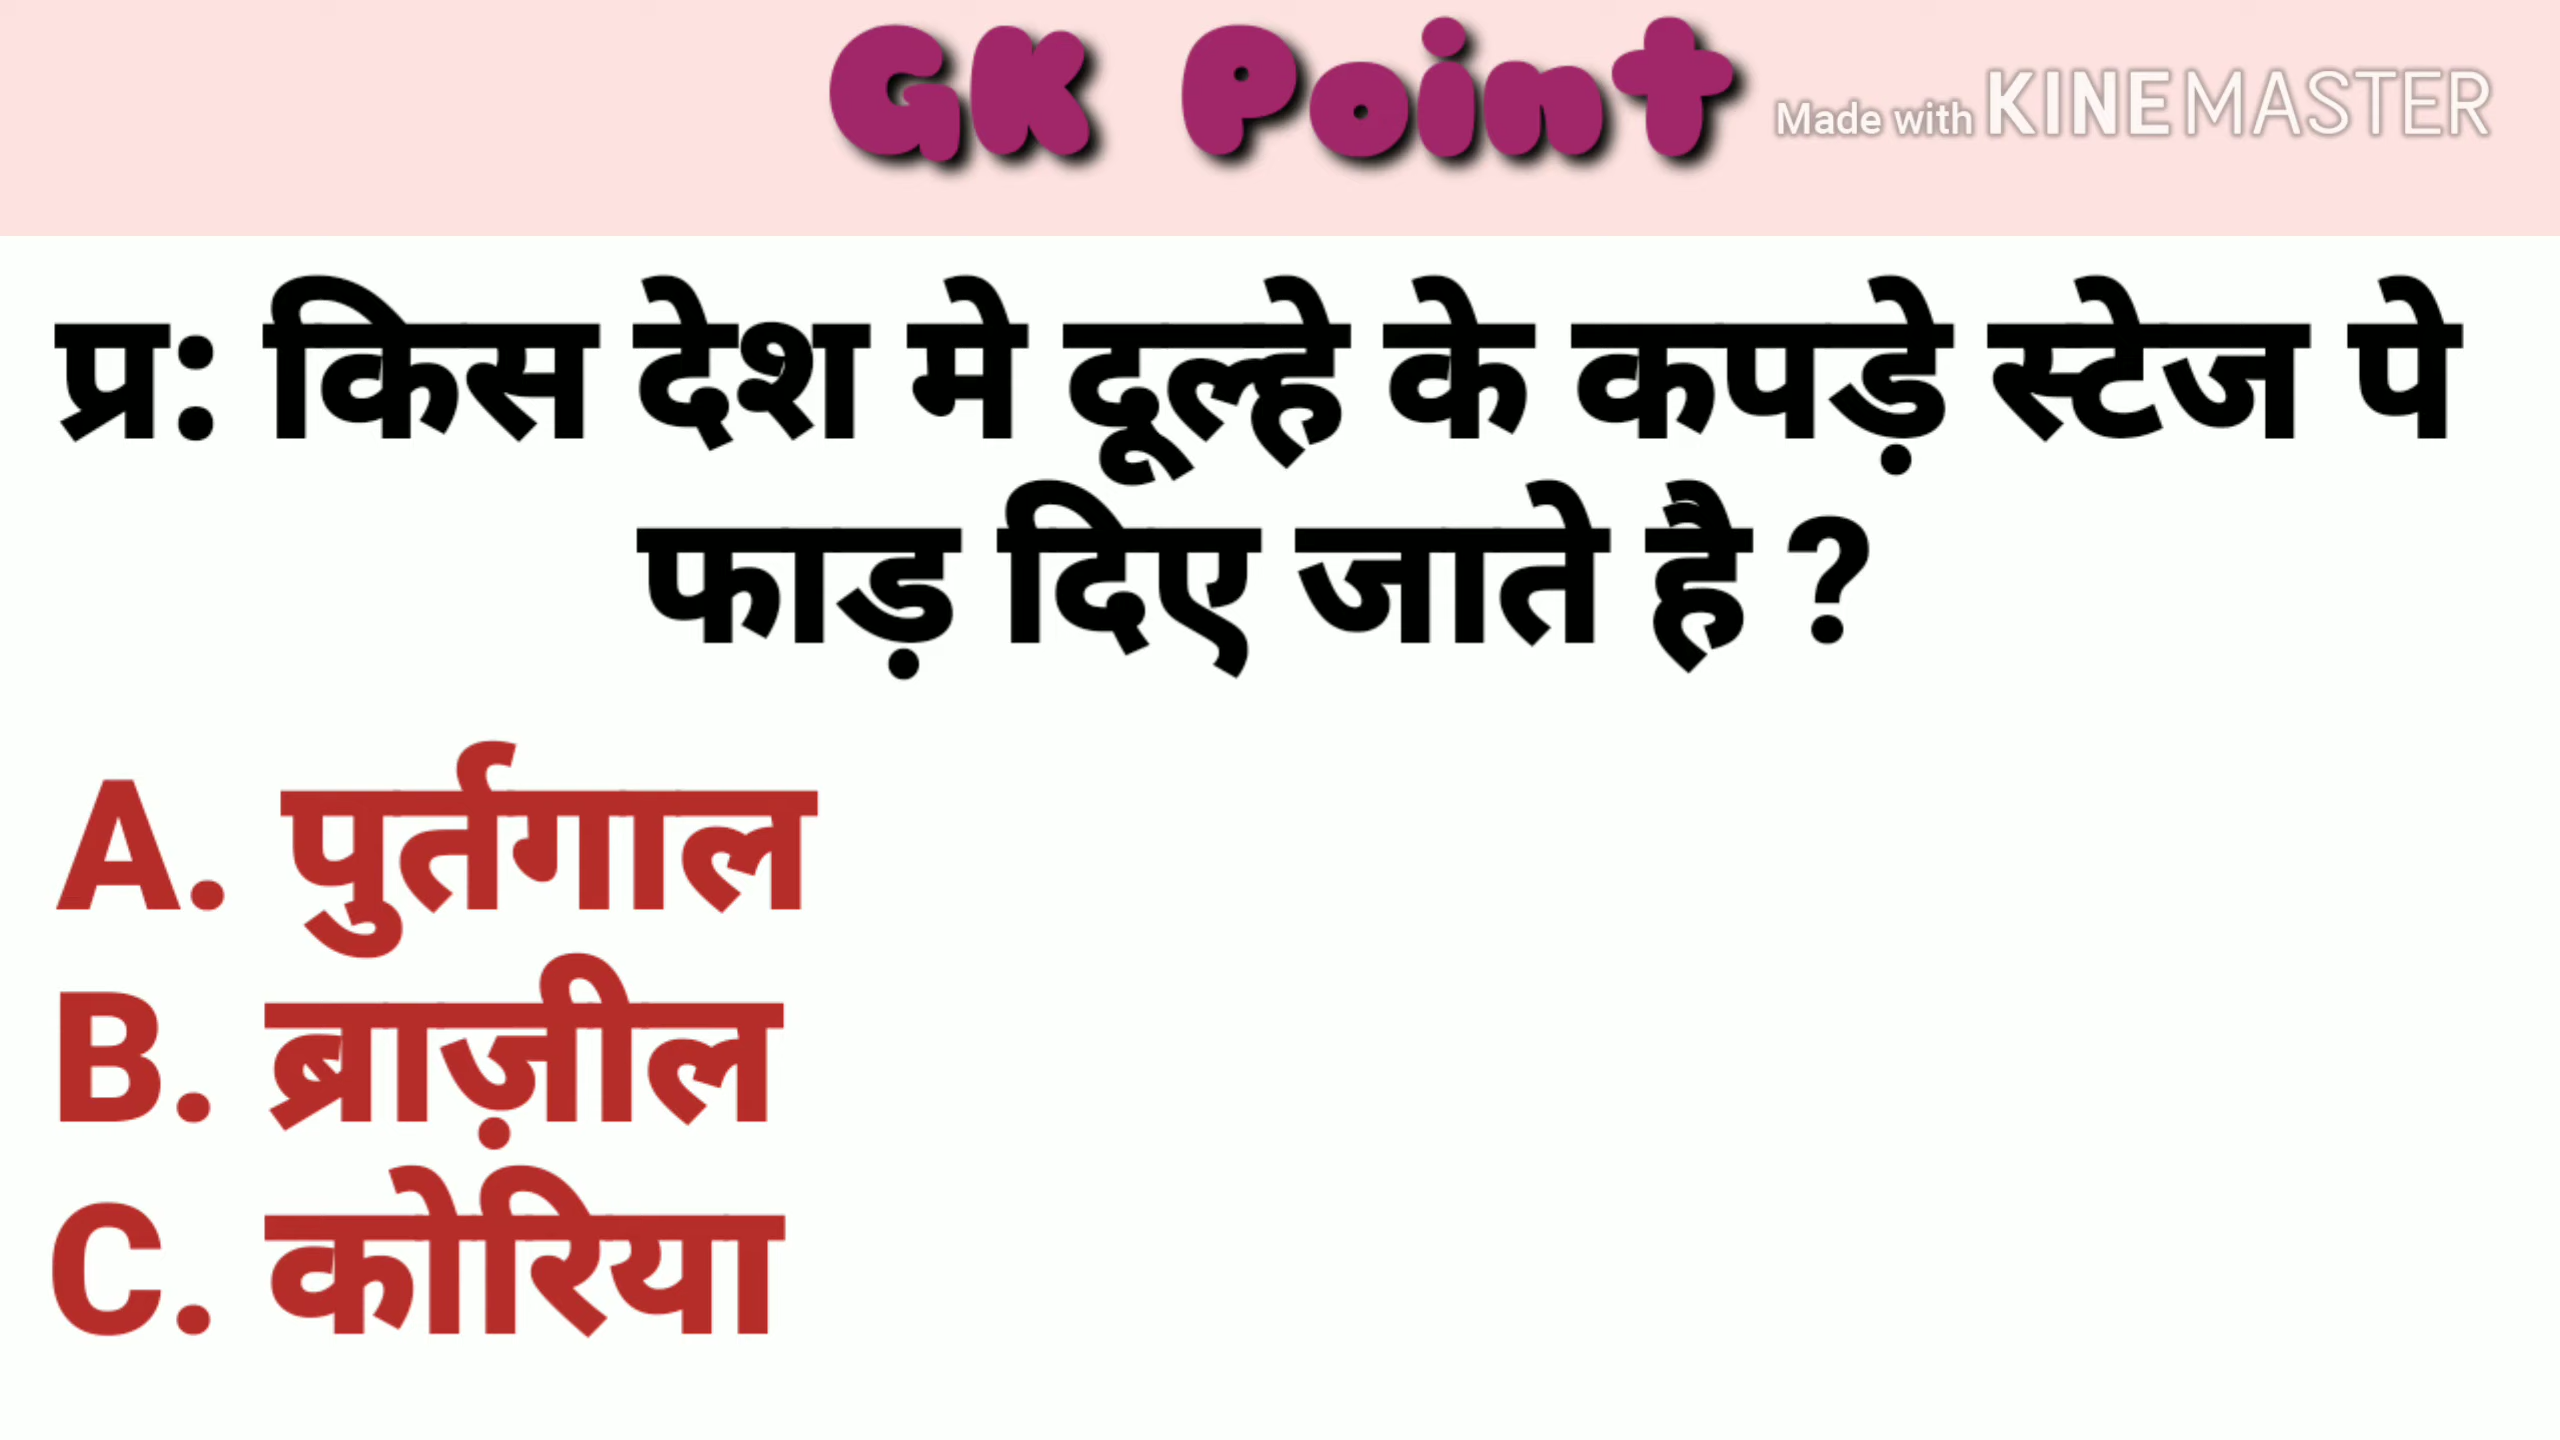 GK Point
Made with KINEMASTER
प्र: किस देश मे दूल्हे के कपड़े स्टेज पे
फाड़ दिए जाते है ?
A. पुर्तगाल
B. ब्राज़ील
C. कोरिया